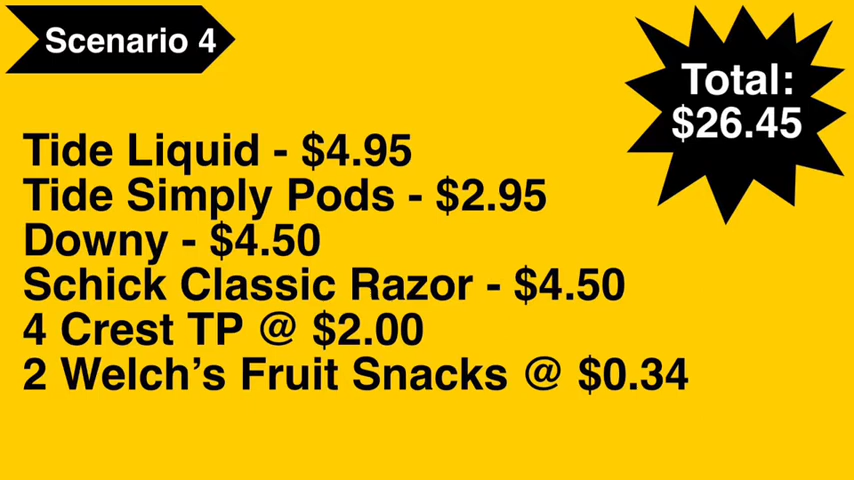 Scenario 4
Total:
$26.45
Tide Liquid - $4.95
Tide Simply Pods - $2.95
Downy - $4.50
Schick Classic Razor - $4.50
4 Crest TP @ $2.00
2 Welch’s Fruit Snacks @ $0.34